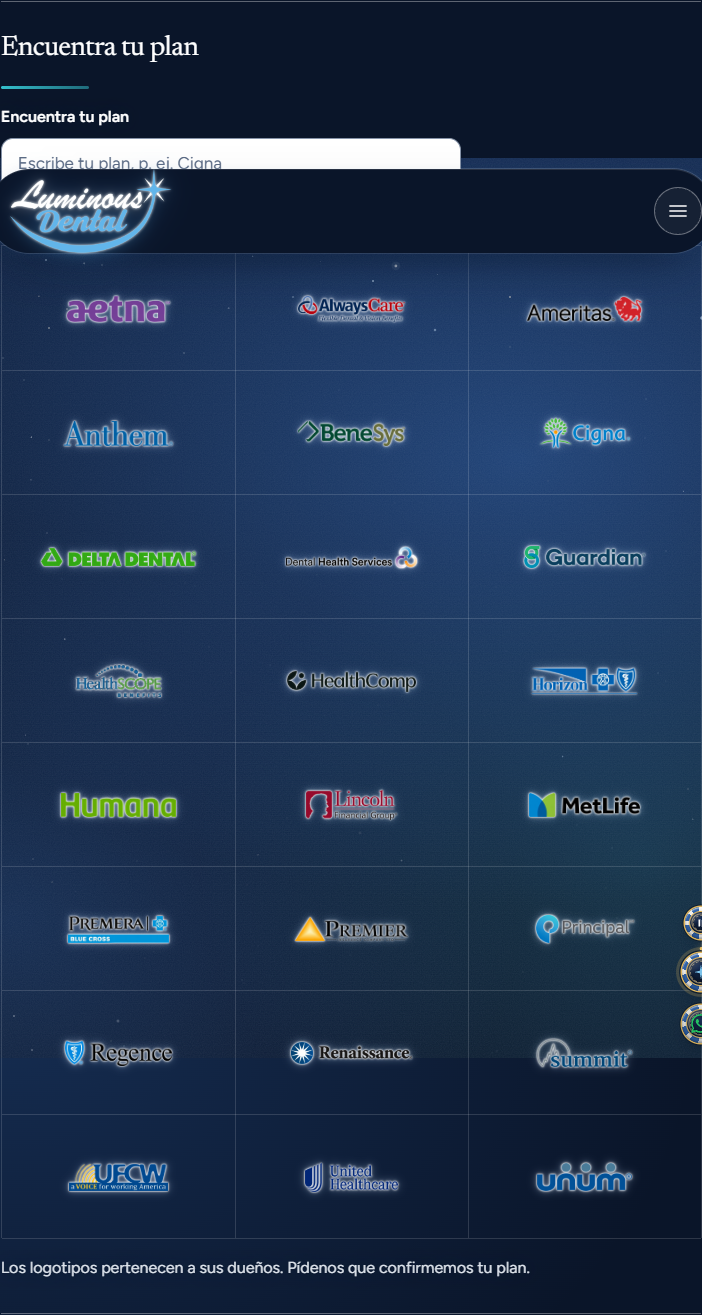 Encuentra tu plan
Encuentra tu plan
Escribe tu plan, p. ej. Cigna
Luminous
Dental
aetna
AlwaysCare
Ameritas
Anthem
BeneSys
Cigna
DELTA DENTAL
Dental Health Services
Guardian
HealthSCOPE
BENEFITS
HealthComp
Horizon
Humana
Lincoln
Financial Group
MetLife
PREMERA
BLUE CROSS
PREMIER
Principal
Regence
Renaissance
summit
UFCW
a VOICE for working America
United
Healthcare
unum
Los logotipos pertenecen a sus dueños. Pídenos que confirmemos tu plan.